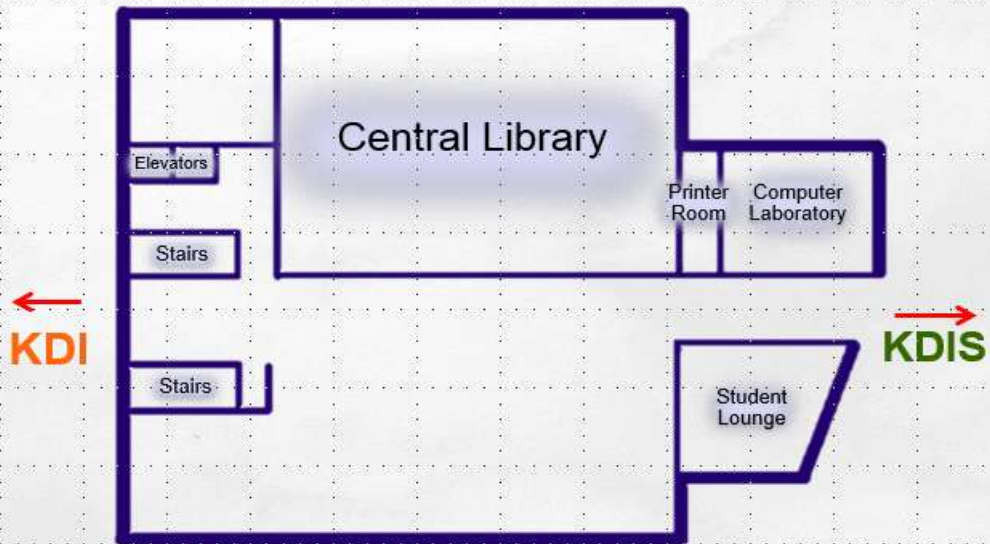 Central Library
Elevators
Printer
Room
Computer
Laboratory
Stairs
KDI
KDIS
Stairs
Student
Lounge